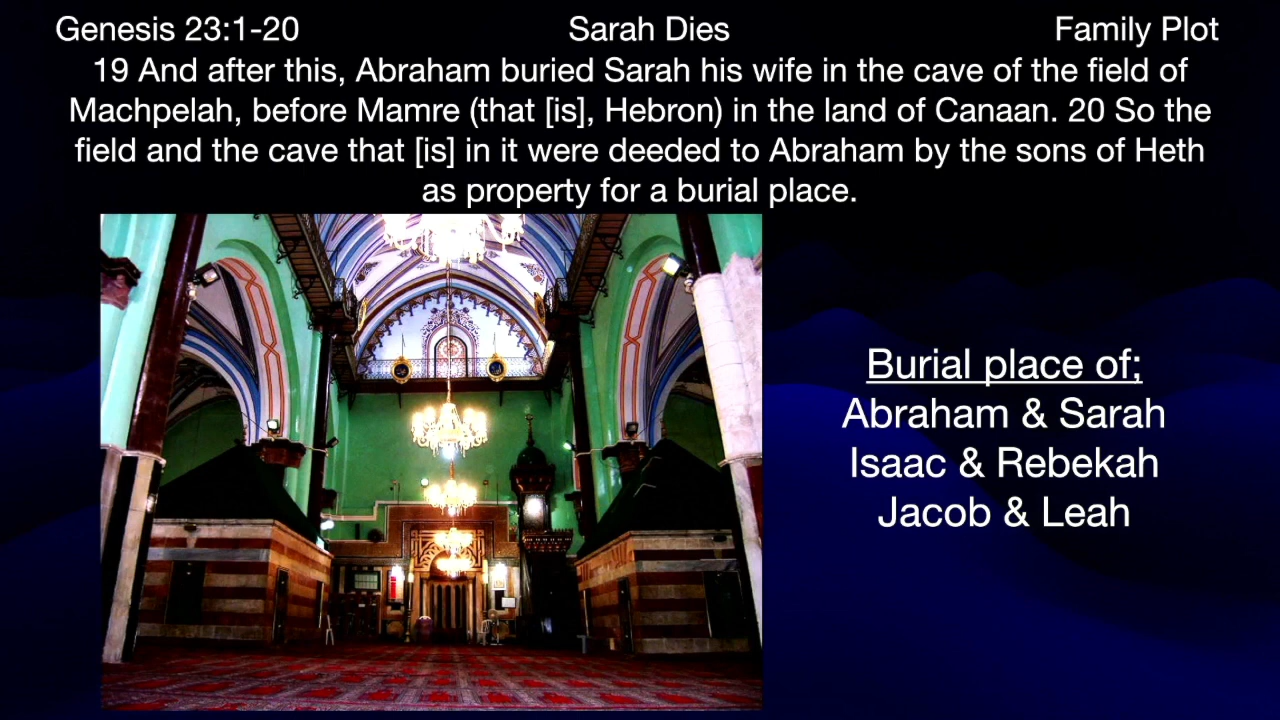 Genesis 23:1-20 Sarah Dies Family Plot
19 And after this, Abraham buried Sarah his wife in the cave of the field of
Machpelah, before Mamre (that [is], Hebron) in the land of Canaan. 20 So the
field and the cave that [is] in it were deeded to Abraham by the sons of Heth
as property for a burial place.
Burial place of;
Abraham & Sarah
Isaac & Rebekah
Jacob & Leah